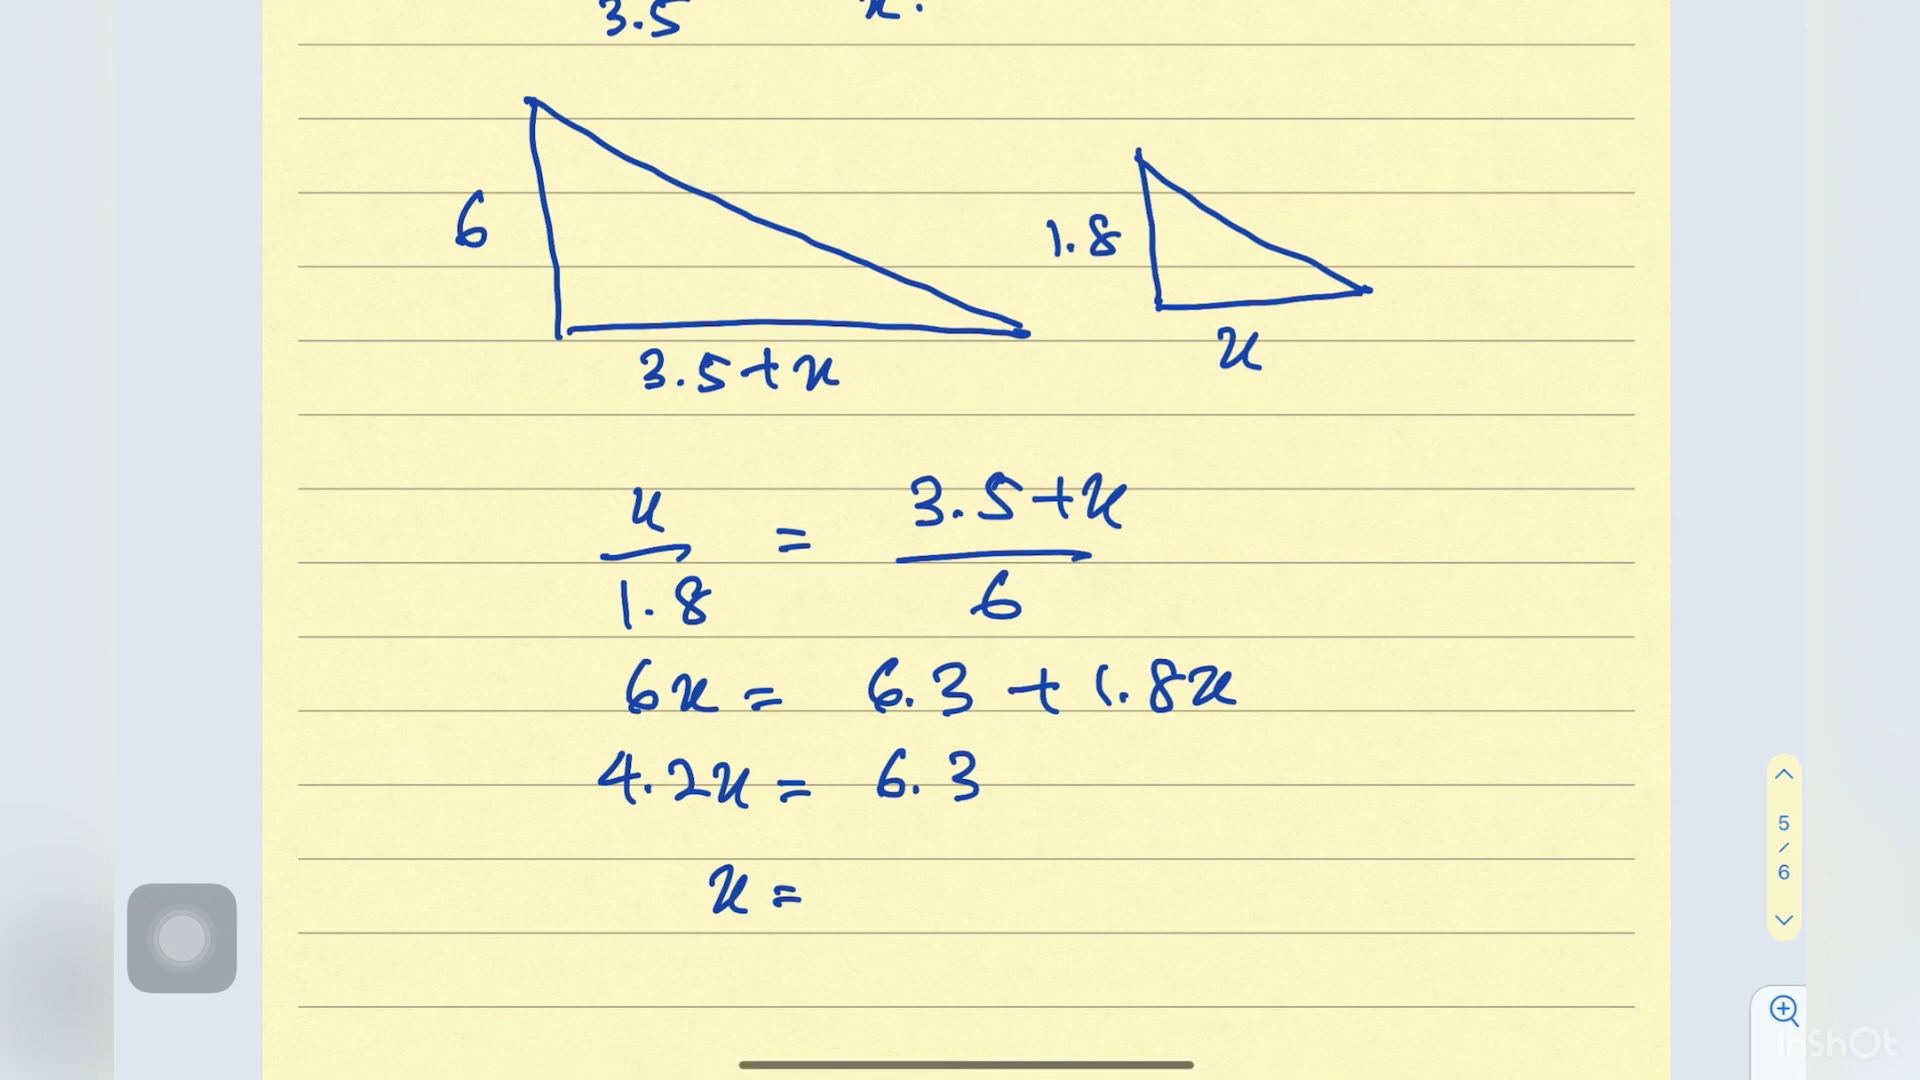 3.5 x.
6
1.8
3.5+x
x
x/1.8 = 3.5+x/6
6x = 6.3 + 1.8x
4.2x = 6.3
x =
5/6
InShOt